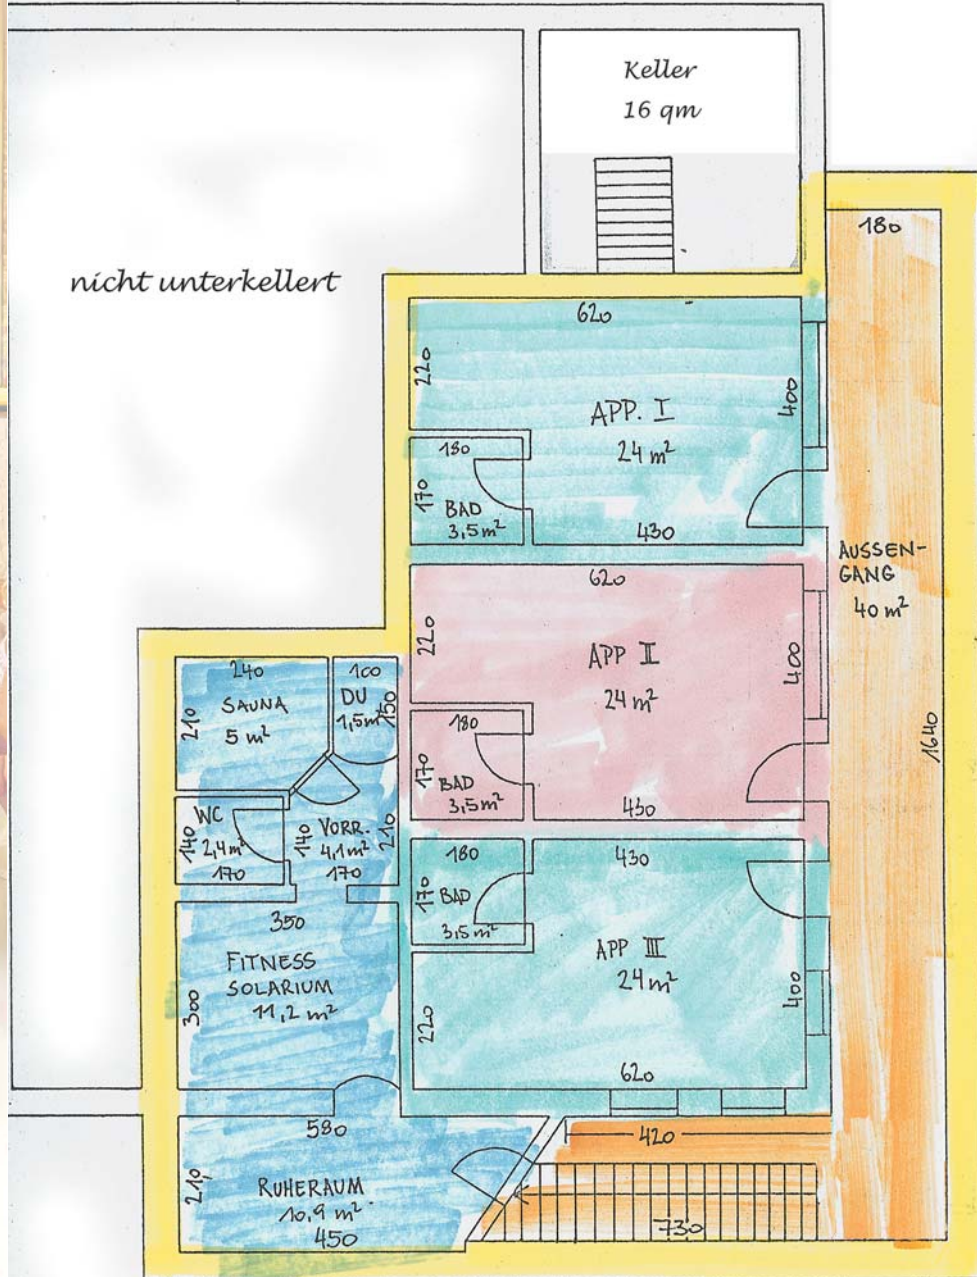 Keller
16 qm
nicht unterkellert
180
620
220
APP. I
24 m²
400
180
170
BAD
3,5 m²
430
AUSSEN-
GANG
40 m²
620
220
APP II
24 m²
400
180
170
BAD
3,5 m²
430
1640
240
SAUNA
5 m²
210
100
DU
1,5m²
150
WC
2,4 m²
140
170
140
VORR.
4,1 m²
170
210
180
170
BAD
3,5 m²
430
APP III
24 m²
400
220
620
350
FITNESS
SOLARIUM
11,2 m²
300
580
210
RUHERAUM
10,9 m²
450
420
730